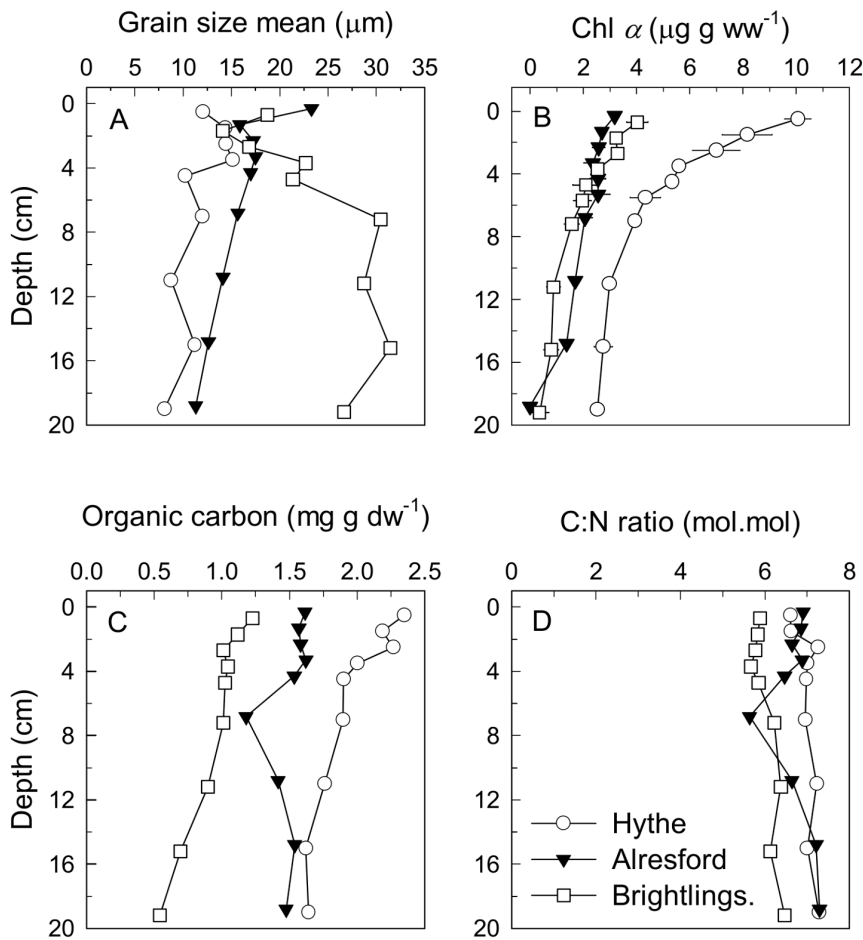 Grain size mean (μm)
0 5 10 15 20 25 30 35
Chl α (μg g ww-1)
0 2 4 6 8 10 12
Depth (cm)
0
4
8
12
16
20
A
0
4
8
12
16
20
B
Organic carbon (mg g dw-1)
0.0 0.5 1.0 1.5 2.0 2.5
C:N ratio (mol.mol)
0 2 4 6 8
Depth (cm)
0
4
8
12
16
20
C
0
4
8
12
16
20
D
Hythe
Alresford
Brightlings.